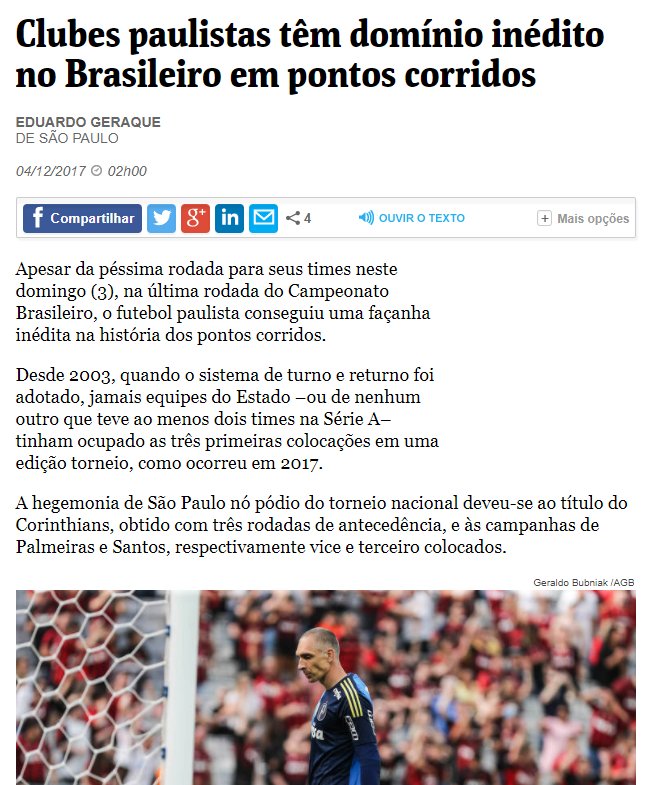 Clubes paulistas têm domínio inédito
no Brasileiro em pontos corridos
EDUARDO GERAQUE
DE SÃO PAULO
04/12/2017 02h00
f Compartilhar g+ in 4 OUVIR O TEXTO + Mais opções
Apesar da péssima rodada para seus times neste
domingo (3), na última rodada do Campeonato
Brasileiro, o futebol paulista conseguiu uma façanha
inédita na história dos pontos corridos.
Desde 2003, quando o sistema de turno e returno foi
adotado, jamais equipes do Estado –ou de nenhum
outro que teve ao menos dois times na Série A–
tinham ocupado as três primeiras colocações em uma
edição torneio, como ocorreu em 2017.
A hegemonia de São Paulo nó pódio do torneio nacional deveu-se ao título do
Corinthians, obtido com três rodadas de antecedência, e às campanhas de
Palmeiras e Santos, respectivamente vice e terceiro colocados.
Geraldo Bubniak /AGB